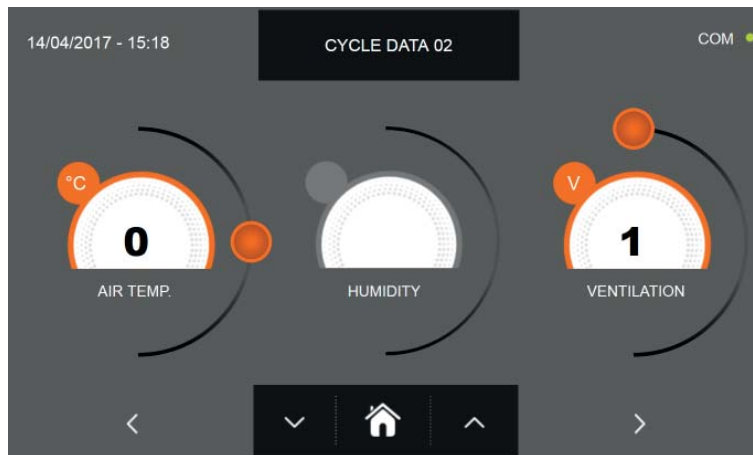 14/04/2017 - 15:18
CYCLE DATA 02
COM
°C
0
AIR TEMP.
HUMIDITY
V
1
VENTILATION